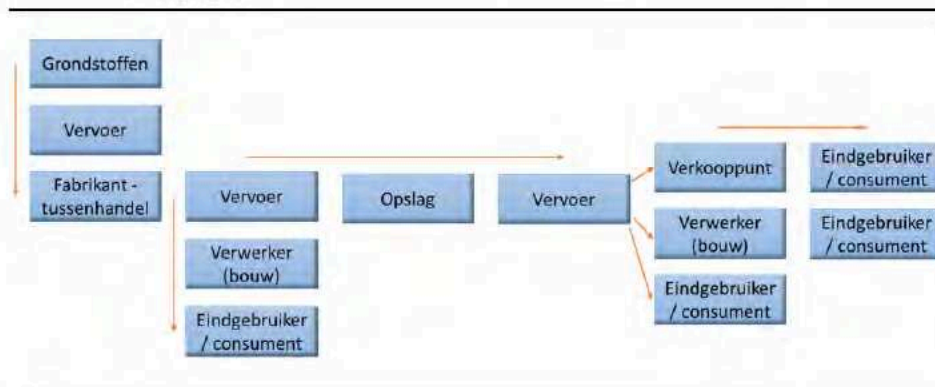 Grondstoffen
Vervoer
Fabrikant -
tussenhandel
Vervoer
Verwerker
(bouw)
Eindgebruiker
/ consument
Opslag
Vervoer
Verkooppunt
Verwerker
(bouw)
Eindgebruiker
/ consument
Eindgebruiker
/ consument
Eindgebruiker
/ consument